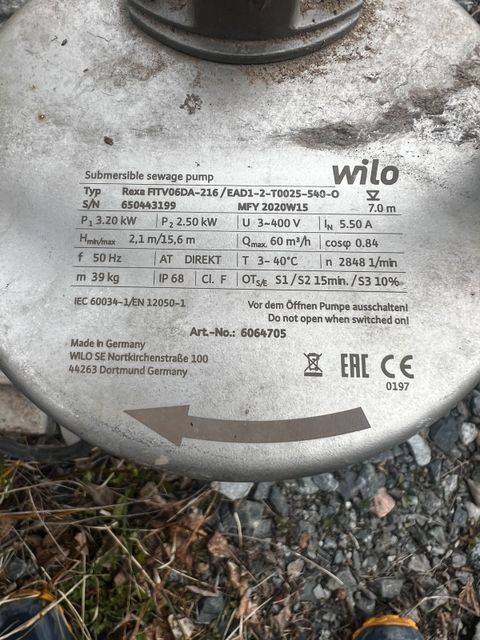 wilo
Submersible sewage pump
Typ Rexa FITV06DA-216/EAD1-2-T0025-540-O
S/N 650443199 MFY 2020W15 7.0 m
P1 3.20 kW P2 2.50 kW U 3~400 V IN 5.50 A
Hmin/max 2,1 m/15,6 m Qmax. 60 m³/h cosφ 0.84
f 50 Hz AT DIREKT T 3- 40°C n 2848 1/min
m 39 kg IP 68 Cl. F OTS/E S1/S2 15min./S3 10%
IEC 60034-1/EN 12050-1 Vor dem Öffnen Pumpe ausschalten!
Do not open when switched on!
Art.-No.: 6064705
Made in Germany
WILO SE Nortkirchenstraße 100
44263 Dortmund Germany
EAC CE
0197